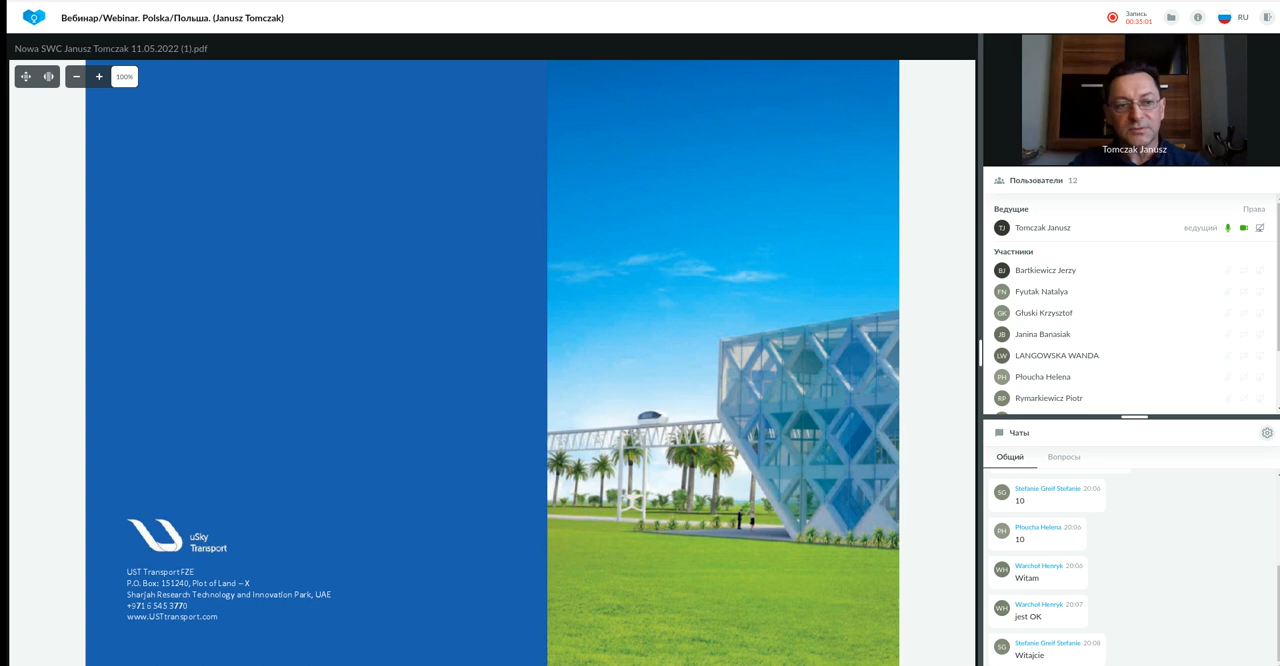 Вебинар/Webinar. Polska/Польша. (Janusz Tomczak)
Запись
00:35:01
RU
Nowa SWC Janusz Tomczak 11.05.2022 (1).pdf
100%
uSky
Transport
UST Transport FZE
P.O. Box: 151240, Plot of Land – X
Sharjah Research Technology and Innovation Park, UAE
+971 6 545 3770
www.USTtransport.com
Tomczak Janusz
Пользователи 12
Ведущие Права
TJ Tomczak Janusz ведущий
Участники
BJ Bartkiewicz Jerzy
FN Fyutak Natalya
GK Głuski Krzysztof
JB Janina Banasiak
LW LANGOWSKA WANDA
PH Płoucha Helena
RP Rymarkiewicz Piotr
Чаты
Общий Вопросы
SG Stefanie Greif Stefanie 20:06
10
PH Płoucha Helena 20:06
10
WH Warchoł Henryk 20:06
Witam
WH Warchoł Henryk 20:07
jest OK
SG Stefanie Greif Stefanie 20:08
Witajcie